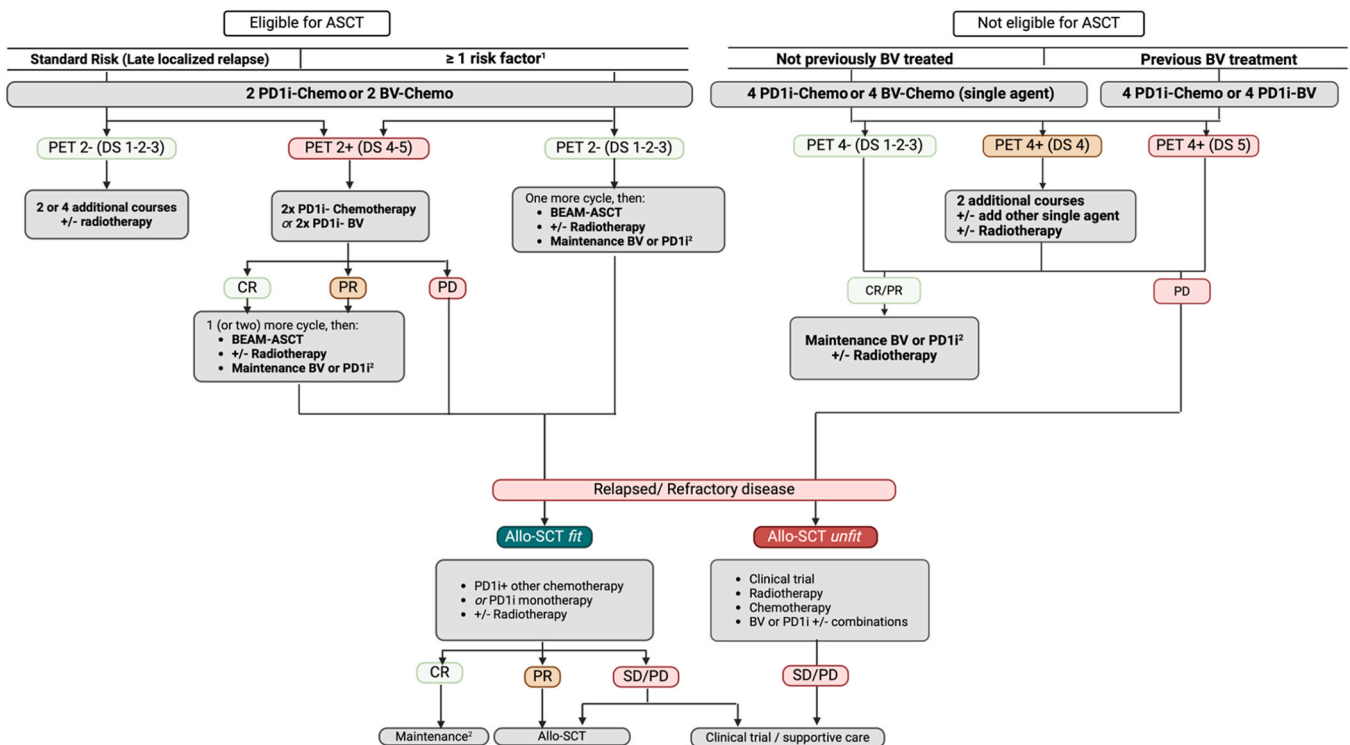 Eligible for ASCT
Not eligible for ASCT
Standard Risk (Late localized relapse)
≥ 1 risk factor¹
Not previously BV treated
Previous BV treatment
2 PD1i-Chemo or 2 BV-Chemo
4 PD1i-Chemo or 4 BV-Chemo (single agent)
4 PD1i-Chemo or 4 PD1i-BV
PET 2- (DS 1-2-3)
PET 2+ (DS 4-5)
PET 2- (DS 1-2-3)
PET 4- (DS 1-2-3)
PET 4+ (DS 4)
PET 4+ (DS 5)
2 or 4 additional courses
+/- radiotherapy
2x PD1i- Chemotherapy
or 2x PD1i- BV
One more cycle, then:
• BEAM-ASCT
• +/- Radiotherapy
• Maintenance BV or PD1i²
2 additional courses
+/- add other single agent
+/- Radiotherapy
CR
PR
PD
CR/PR
PD
1 (or two) more cycle, then:
• BEAM-ASCT
• +/- Radiotherapy
• Maintenance BV or PD1i²
Maintenance BV or PD1i²
+/- Radiotherapy
Relapsed/ Refractory disease
Allo-SCT fit
Allo-SCT unfit
• PD1i+ other chemotherapy
• or PD1i monotherapy
• +/- Radiotherapy
• Clinical trial
• Radiotherapy
• Chemotherapy
• BV or PD1i +/- combinations
CR
PR
SD/PD
SD/PD
Maintenance²
Allo-SCT
Clinical trial / supportive care